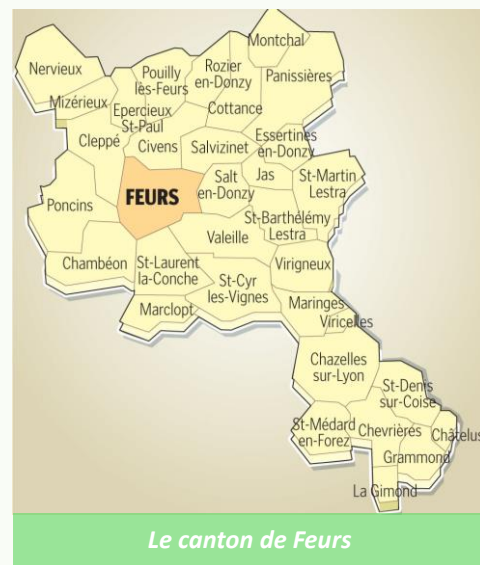 Montchal
Nervieux
Pouilly
lès-Feurs
Rozier
en-Donzy
Panissières
Mizérieux
Epercieux
St-Paul
Cottance
Cleppé
Civens
Salvizinet
Essertines
en-Donzy
FEURS
Salt
en-Donzy
Jas
St-Martin
Lestra
Poncins
Valeille
St-Barthélémy
Lestra
Chambéon
St-Laurent
la-Conche
St-Cyr
les-Vignes
Virigneux
Marclopt
Maringes
Viricelles
Chazelles
sur-Lyon
St-Denis
sur-Coise
St-Médard
en-Forez
Chevrières
Châtelus
Grammond
La Gimond
Le canton de Feurs